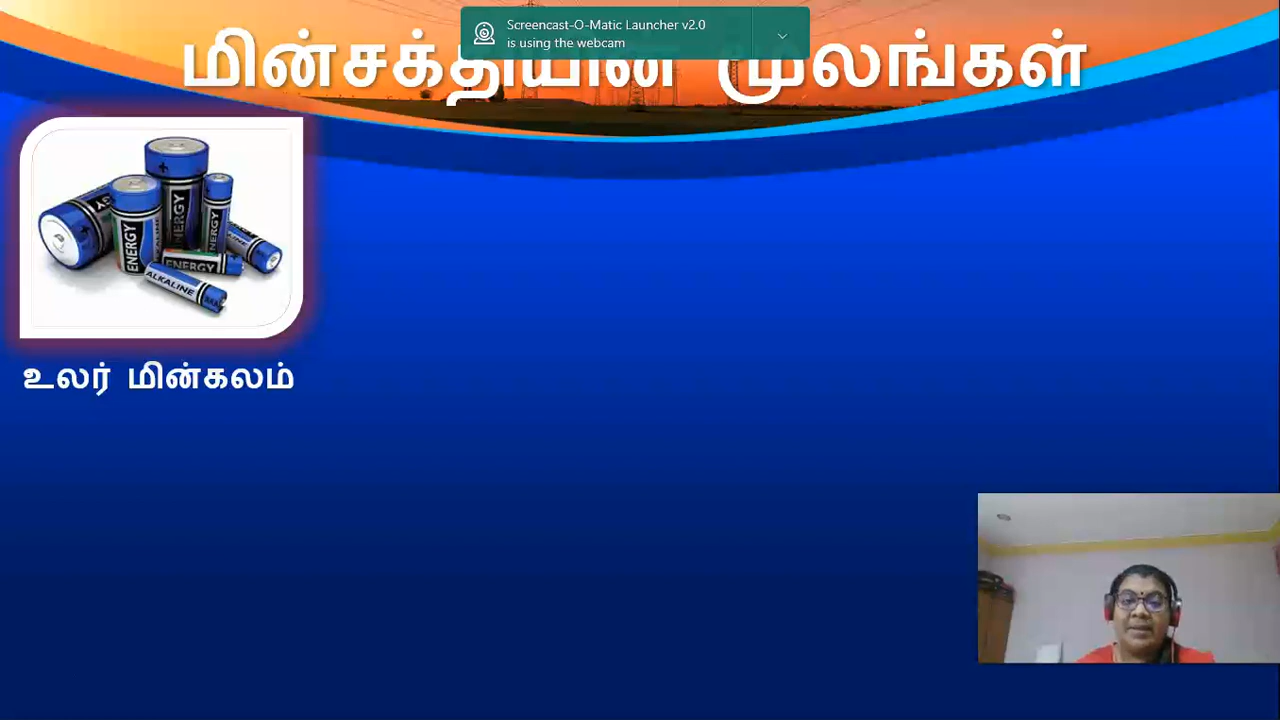 Screencast-O-Matic Launcher v2.0
is using the webcam
மின்சக்தியின் மூலங்கள்
ENERGY
ENERGY
ENERGY
ALKALINE
உலர் மின்கலம்